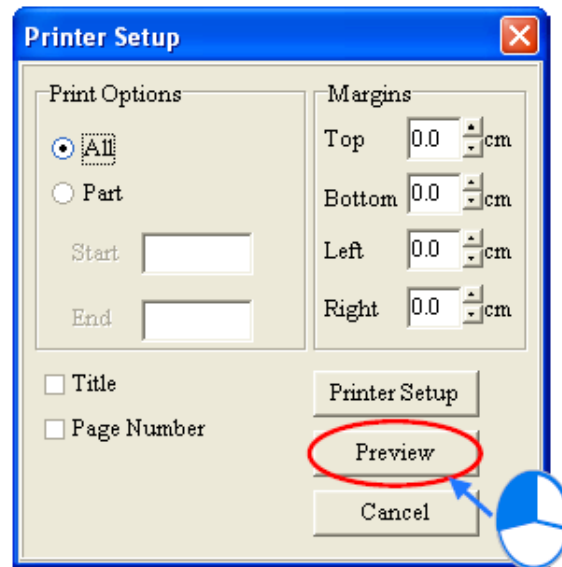 Printer Setup
Print Options
All
Part
Start
End
Margins
Top 0.0 cm
Bottom 0.0 cm
Left 0.0 cm
Right 0.0 cm
Title
Page Number
Printer Setup
Preview
Cancel